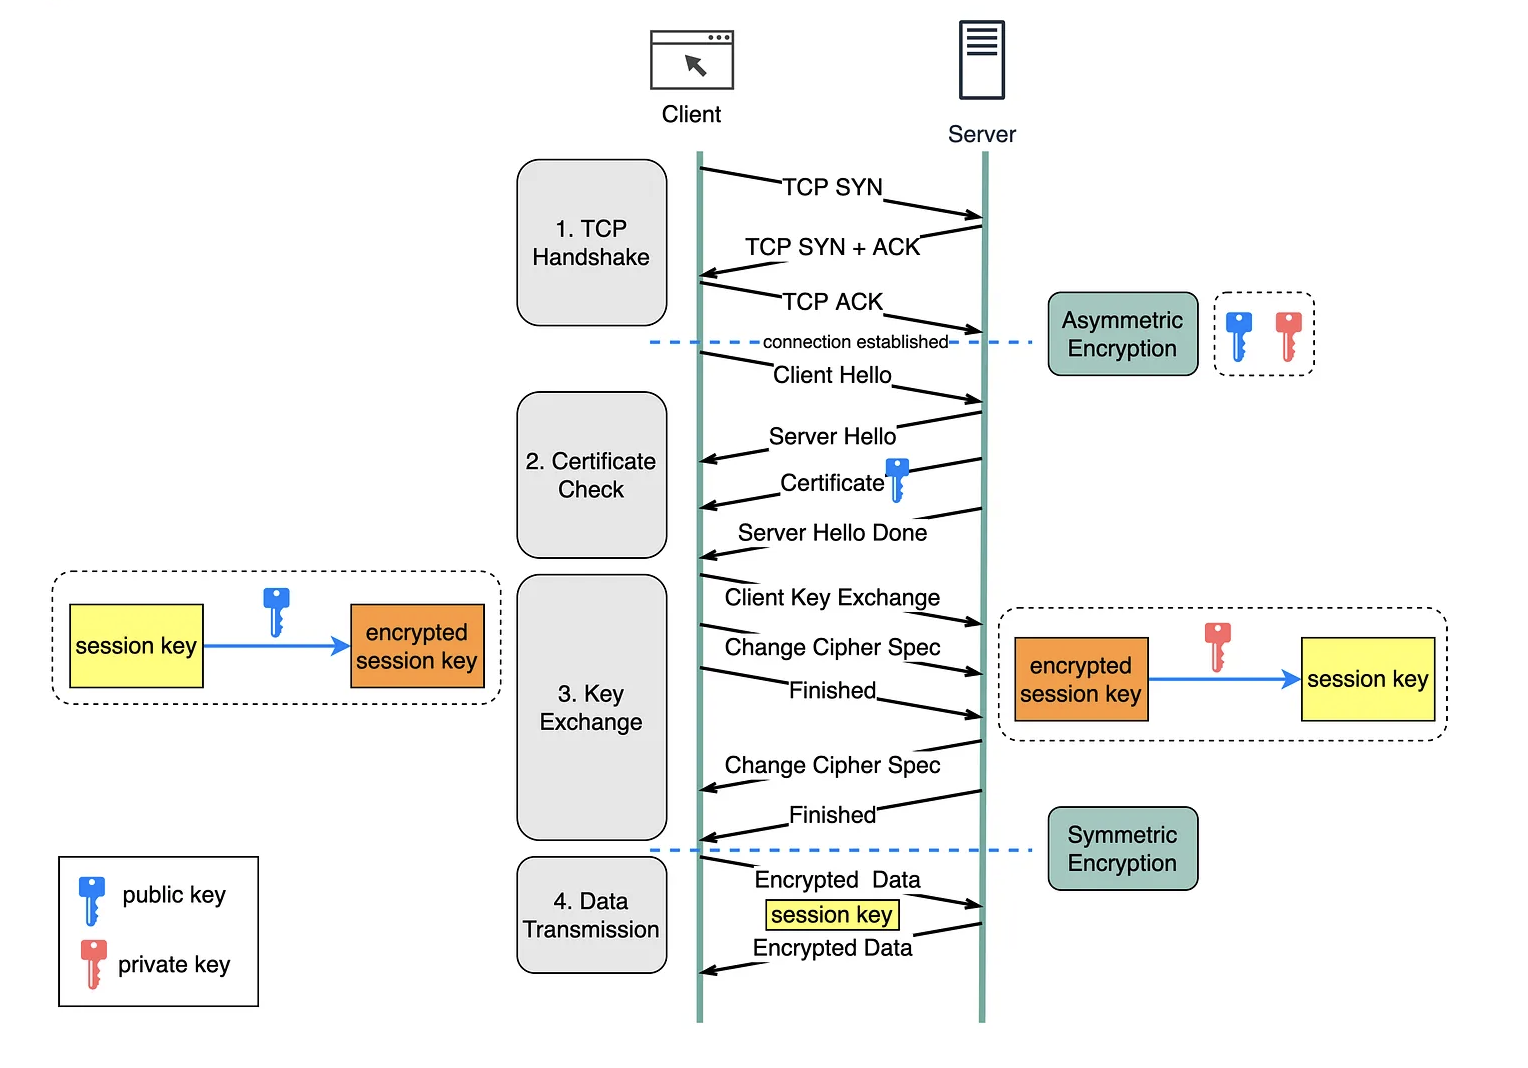 Client
Server
1. TCP
Handshake
TCP SYN
TCP SYN + ACK
TCP ACK
connection established
Asymmetric
Encryption
Client Hello
2. Certificate
Check
Server Hello
Certificate
Server Hello Done
session key
encrypted
session key
3. Key
Exchange
Client Key Exchange
Change Cipher Spec
Finished
encrypted
session key
session key
Change Cipher Spec
Finished
Symmetric
Encryption
4. Data
Transmission
Encrypted Data
session key
Encrypted Data
public key
private key